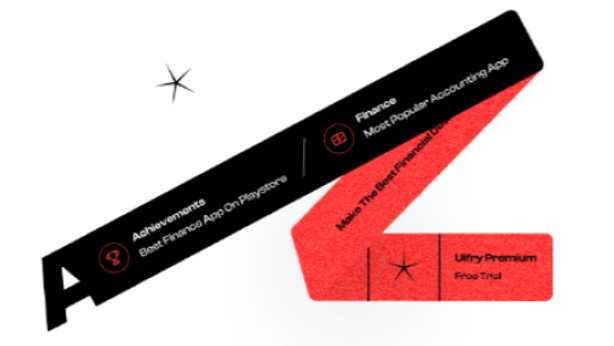 Finance
Most Popular Accounting App
Achievements
Best Finance App On Playstore
Make The Best Financial
Ulfry Premium
Free Trial
A